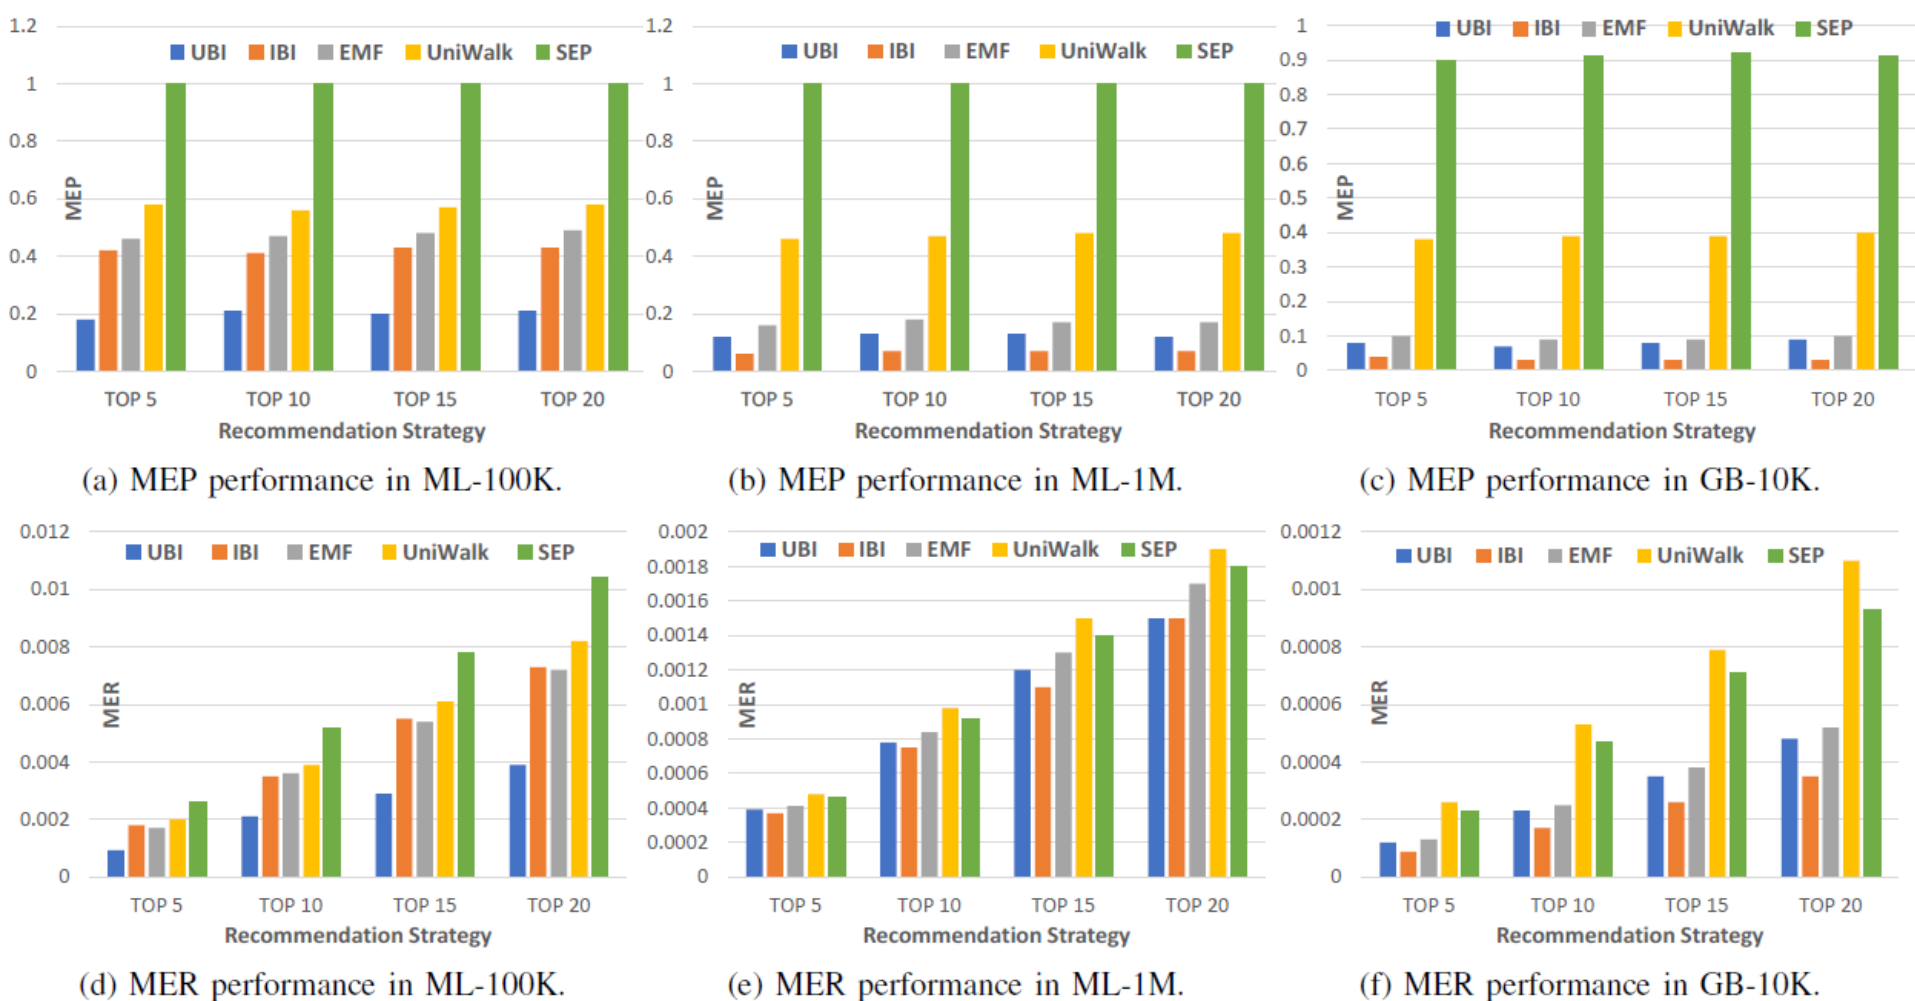 1.2
UBI IBI EMF UniWalk SEP
1
0.8
0.6
MEP
0.4
0.2
0
TOP 5 TOP 10 TOP 15 TOP 20
Recommendation Strategy
(a) MEP performance in ML-100K.
1.2
UBI IBI EMF UniWalk SEP
1
0.8
0.6
MEP
0.4
0.2
0
TOP 5 TOP 10 TOP 15 TOP 20
Recommendation Strategy
(b) MEP performance in ML-1M.
1
UBI IBI EMF UniWalk SEP
0.9
0.8
0.7
0.6
0.5
MEP
0.4
0.3
0.2
0.1
0
TOP 5 TOP 10 TOP 15 TOP 20
Recommendation Strategy
(c) MEP performance in GB-10K.
0.012
UBI IBI EMF UniWalk SEP
0.01
0.008
0.006
MER
0.004
0.002
0
TOP 5 TOP 10 TOP 15 TOP 20
Recommendation Strategy
(d) MER performance in ML-100K.
0.002
UBI IBI EMF UniWalk SEP
0.0018
0.0016
0.0014
0.0012
MER
0.001
0.0008
0.0006
0.0004
0.0002
0
TOP 5 TOP 10 TOP 15 TOP 20
Recommendation Strategy
(e) MER performance in ML-1M.
0.0012
UBI IBI EMF UniWalk SEP
0.001
0.0008
0.0006
MER
0.0004
0.0002
0
TOP 5 TOP 10 TOP 15 TOP 20
Recommendation Strategy
(f) MER performance in GB-10K.